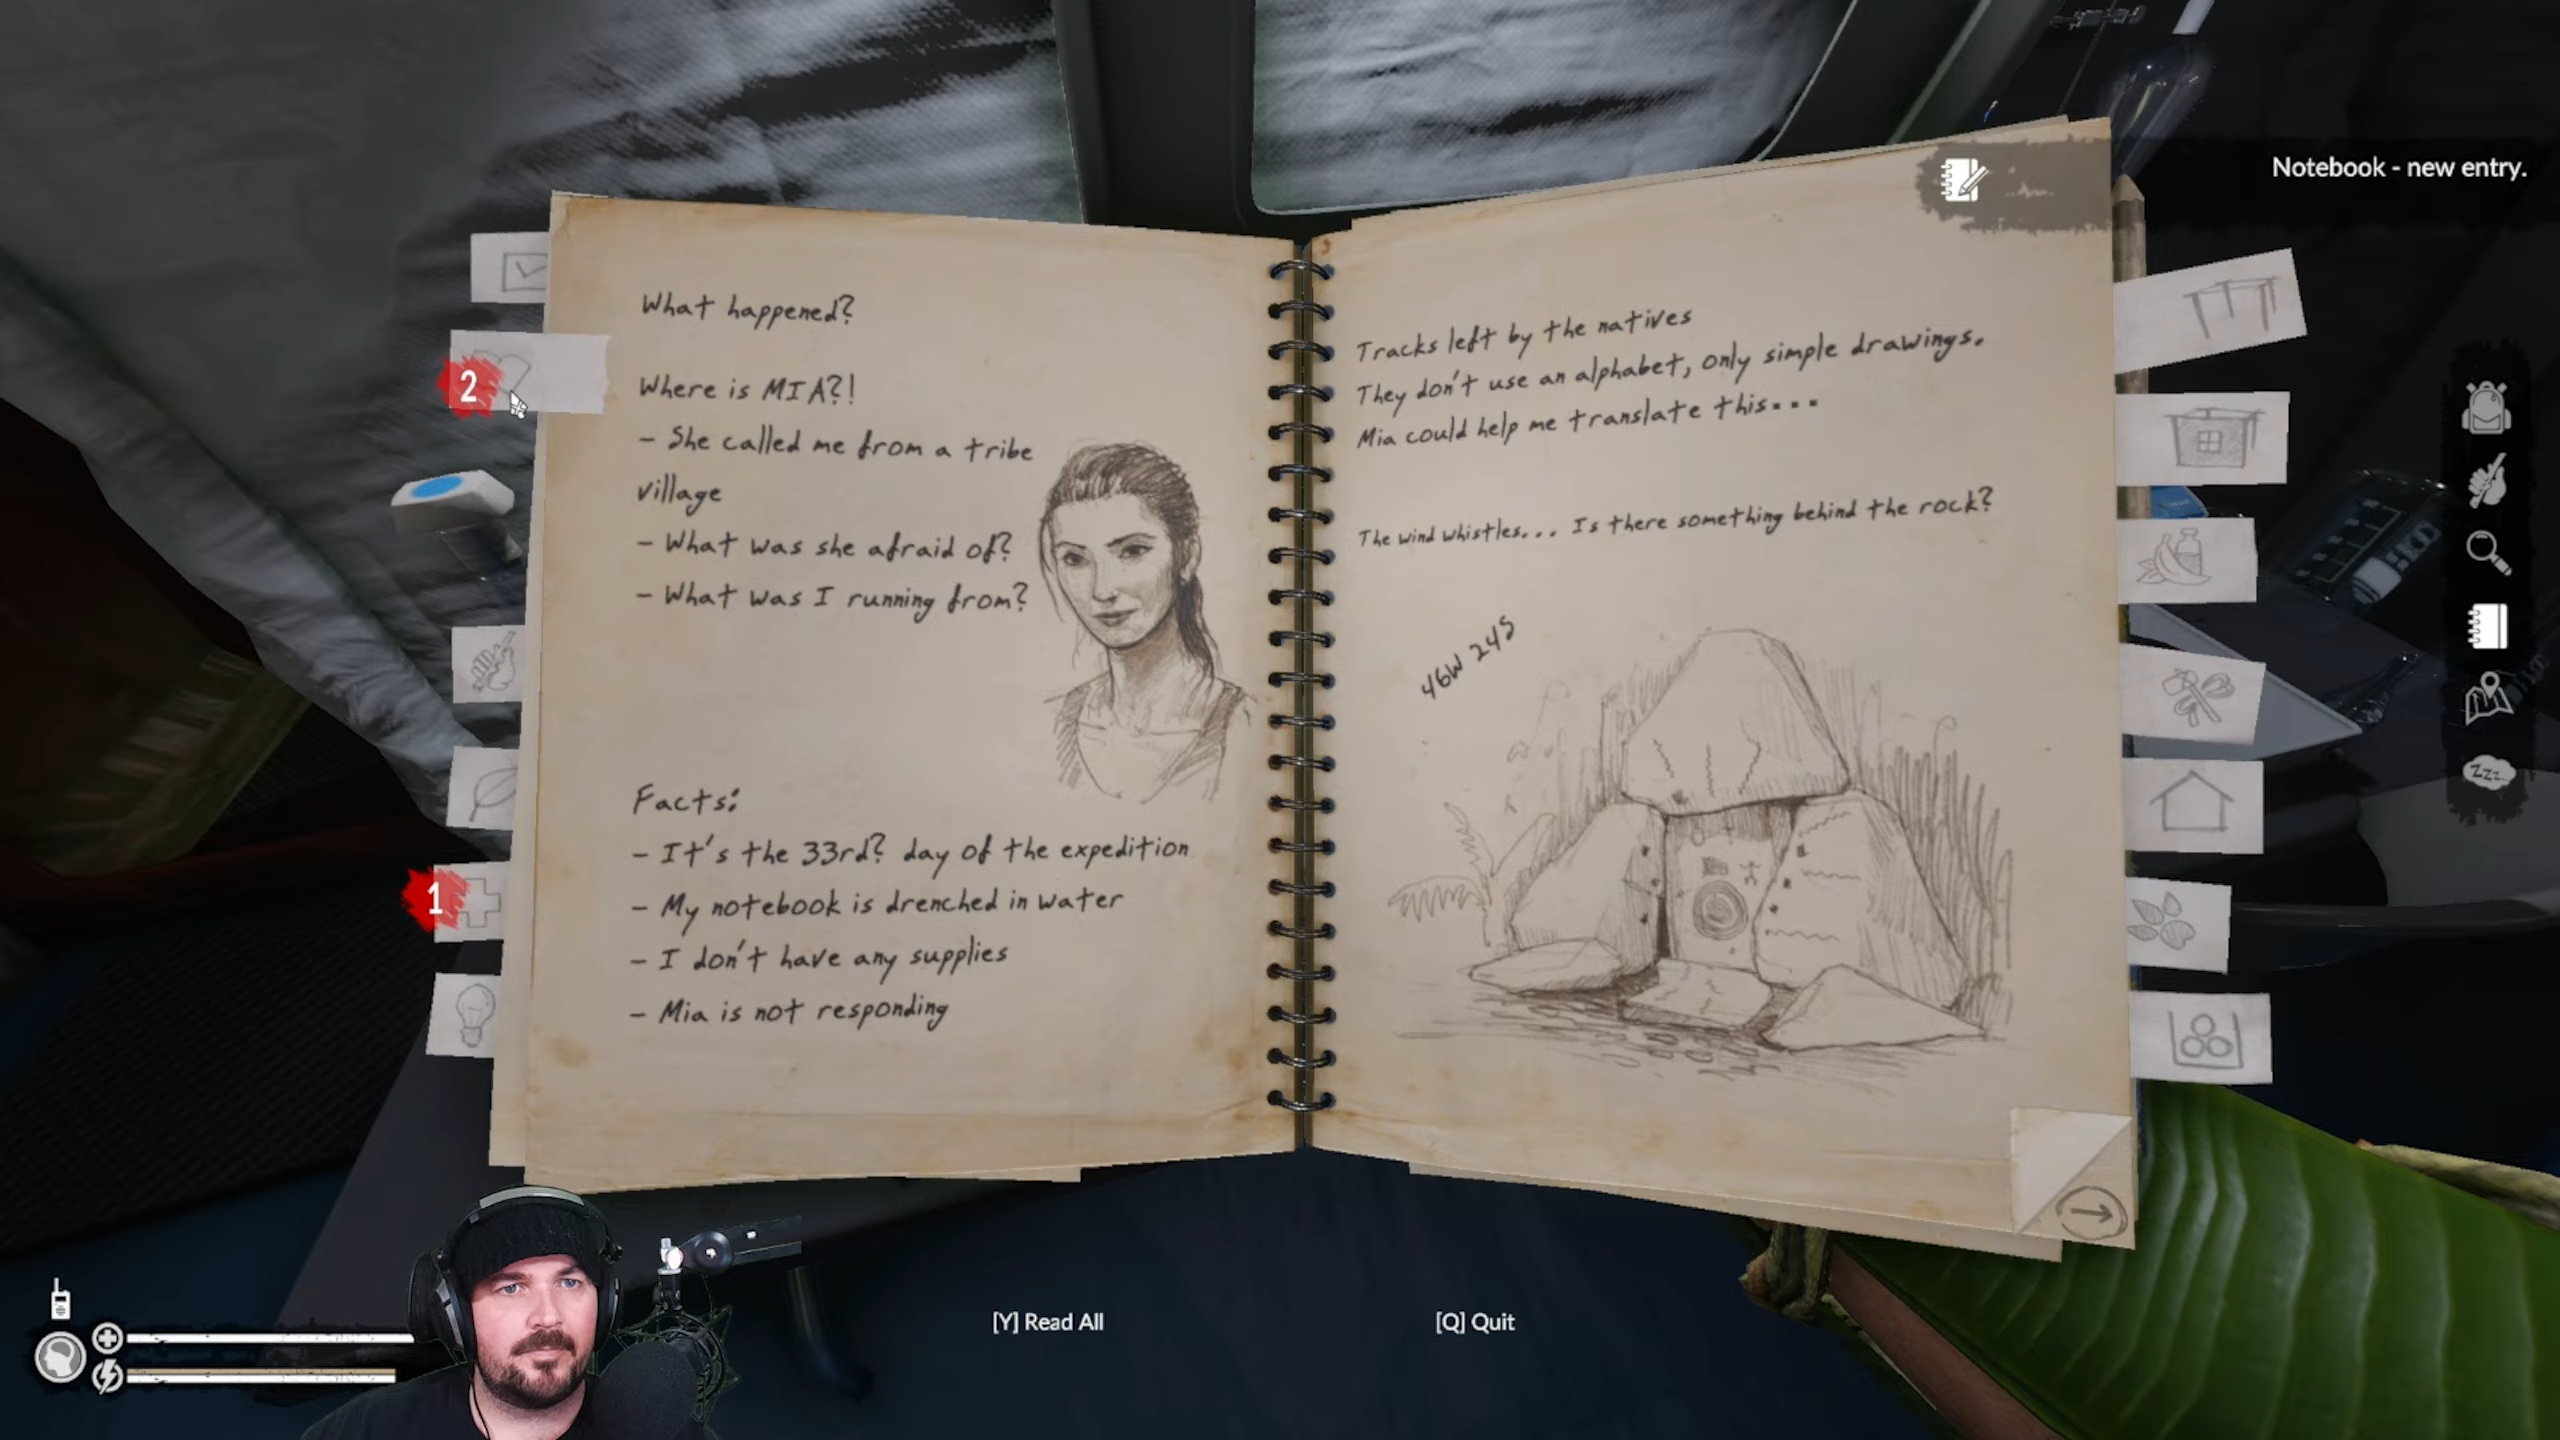 Notebook - new entry.
What happened?
Where is MIA?!
- She called me from a tribe
village
- What was she afraid of?
- What was I running from?
Facts:
- It's the 33rd? day of the expedition
- My notebook is drenched in water
- I don't have any supplies
- Mia is not responding
Tracks left by the natives
They don't use an alphabet, only simple drawings.
Mia could help me translate this...
The wind whistles... Is there something behind the rock?
46W 24S
2
1
zzz
[Y] Read All
[Q] Quit